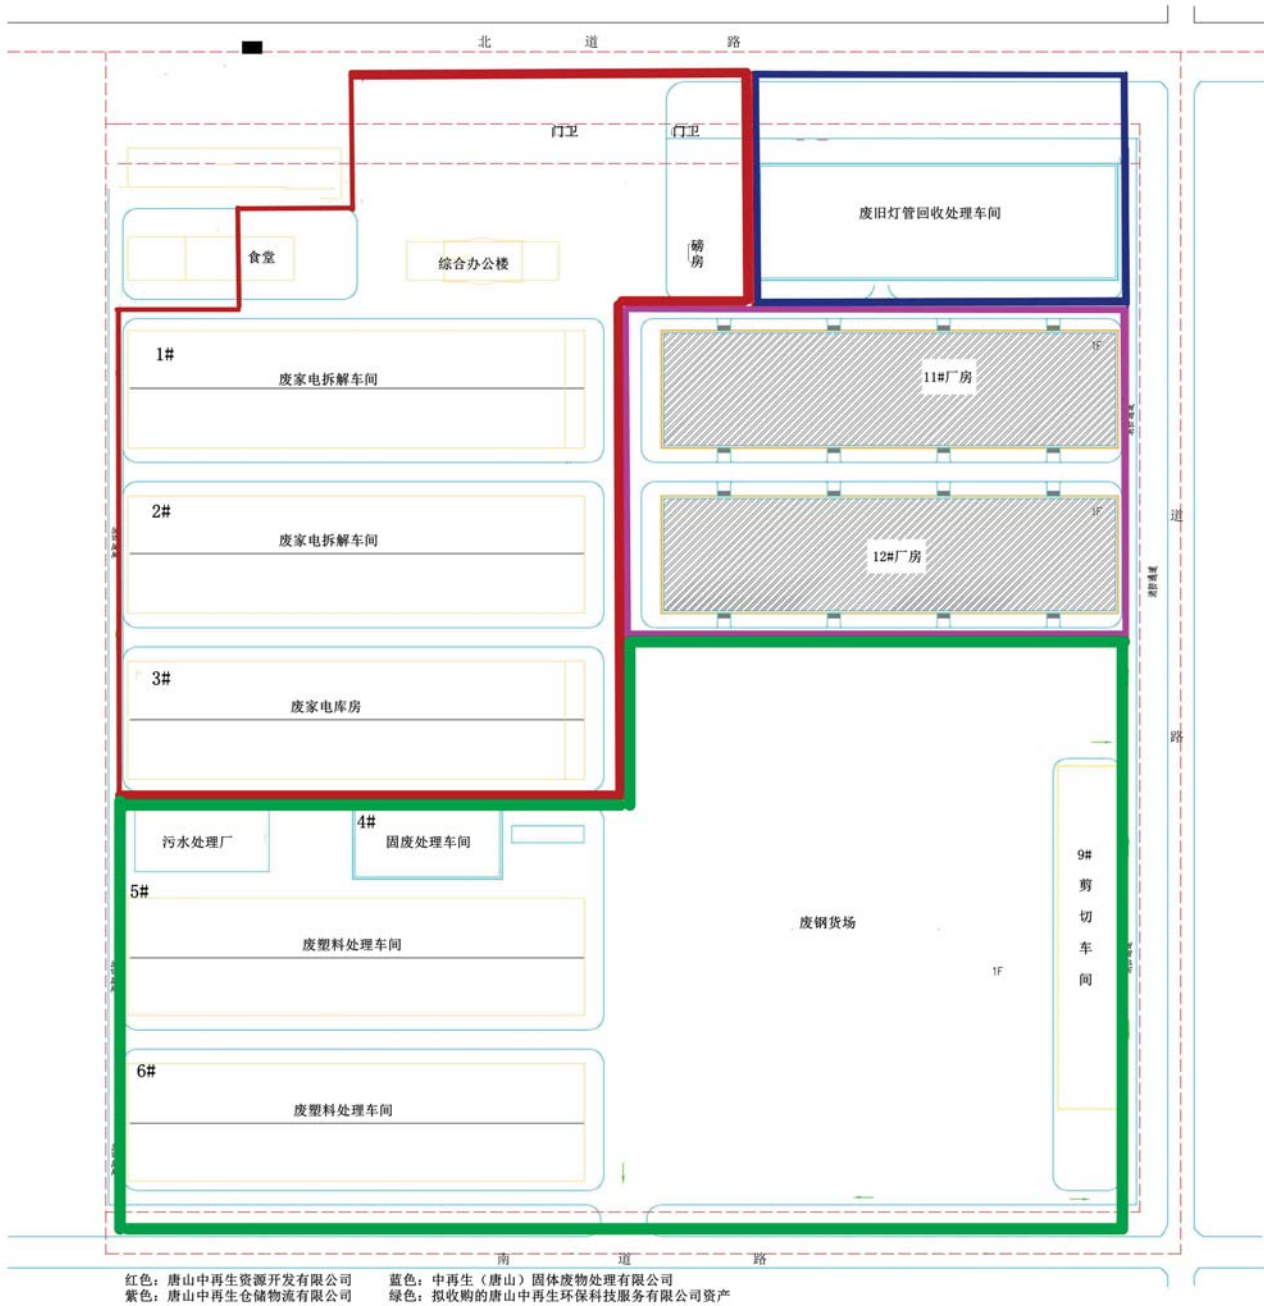 北 道 路
门卫
门卫
废旧灯管回收处理车间
食堂
综合办公楼
磅房
1#
废家电拆解车间
1F
11#厂房
2#
废家电拆解车间
1F
12#厂房
道
3#
废家电库房
路
4#
污水处理厂
固废处理车间
9#剪切车间
5#
废塑料处理车间
废钢货场
1F
6#
废塑料处理车间
南 道 路
红色：唐山中再生资源开发有限公司 蓝色：中再生（唐山）固体废物处理有限公司
紫色：唐山中再生仓储物流有限公司 绿色：拟收购的唐山中再生环保科技服务有限公司资产